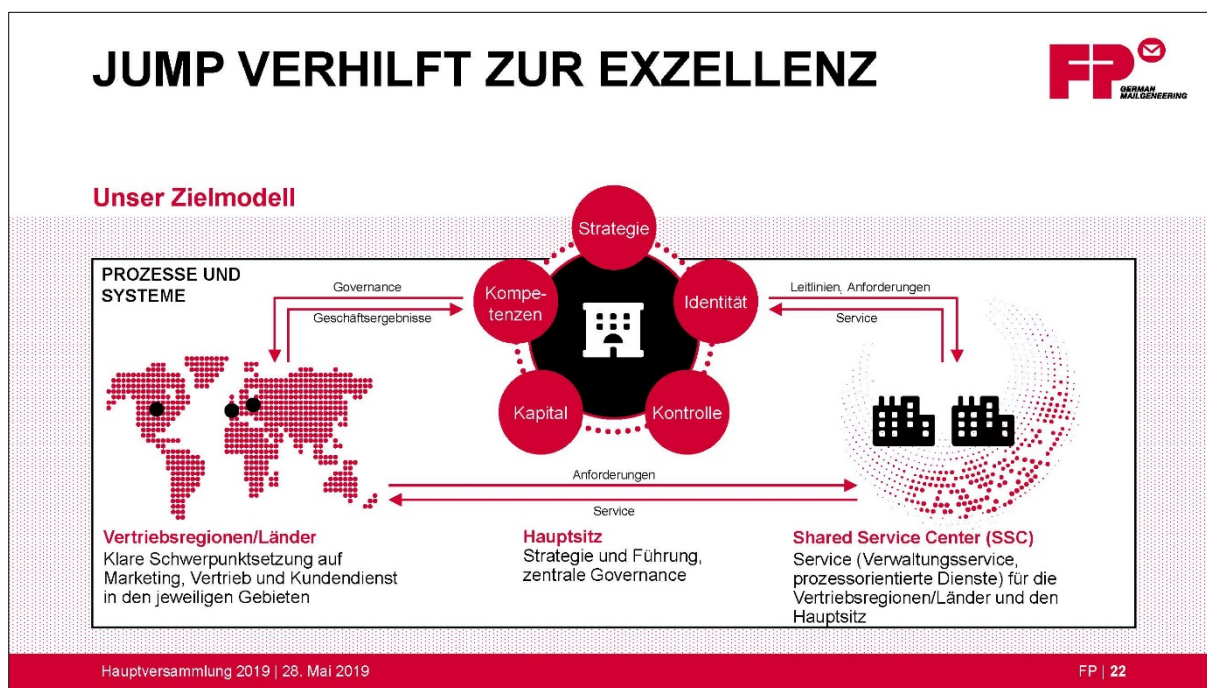 JUMP VERHILFT ZUR EXZELLENZ
FP
GERMAN
MAILGENEERING
Unser Zielmodell
PROZESSE UND
SYSTEME
Governance
Geschäftsergebnisse
Strategie
Kompe-
tenzen
Identität
Kapital
Kontrolle
Leitlinien, Anforderungen
Service
Anforderungen
Service
Vertriebsregionen/Länder
Klare Schwerpunktsetzung auf
Marketing, Vertrieb und Kundendienst
in den jeweiligen Gebieten
Hauptsitz
Strategie und Führung,
zentrale Governance
Shared Service Center (SSC)
Service (Verwaltungsservice,
prozessorientierte Dienste) für die
Vertriebsregionen/Länder und den
Hauptsitz
Hauptversammlung 2019 | 28. Mai 2019
FP | 22